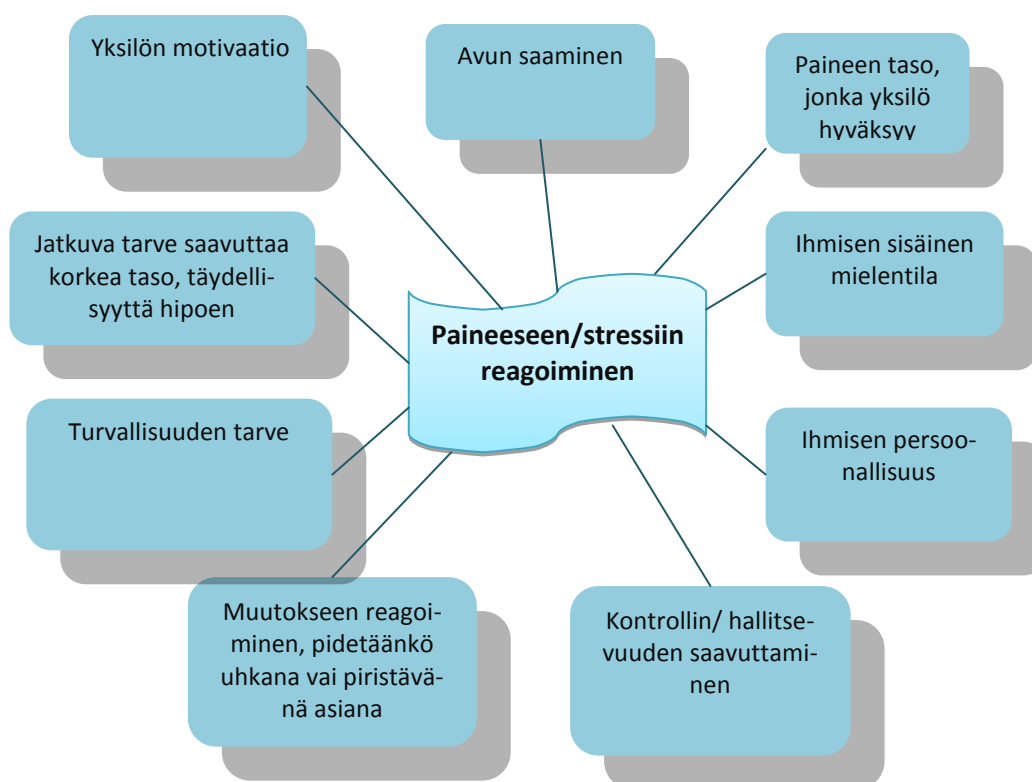 Yksilön motivaatio
Avun saaminen
Paineen taso,
jonka yksilö
hyväksyy
Jatkuva tarve saavuttaa
korkea taso, täydelli-
syyttä hipoen
Ihmisen sisäinen
mielentila
Paineeseen/stressiin
reagoiminen
Turvallisuuden tarve
Ihmisen persoo-
nallisuus
Muutokseen reagoi-
minen, pidetäänkö
uhkana vai piristävä-
nä asiana
Kontrollin/ hallitse-
vuuden saavuttami-
nen